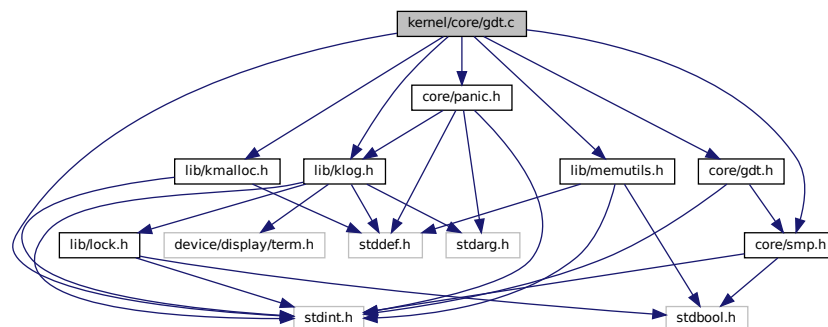 kernel/core/gdt.c
core/panic.h
lib/kmalloc.h
lib/klog.h
lib/memutils.h
core/gdt.h
lib/lock.h
device/display/term.h
stddef.h
stdarg.h
core/smp.h
stdint.h
stdbool.h